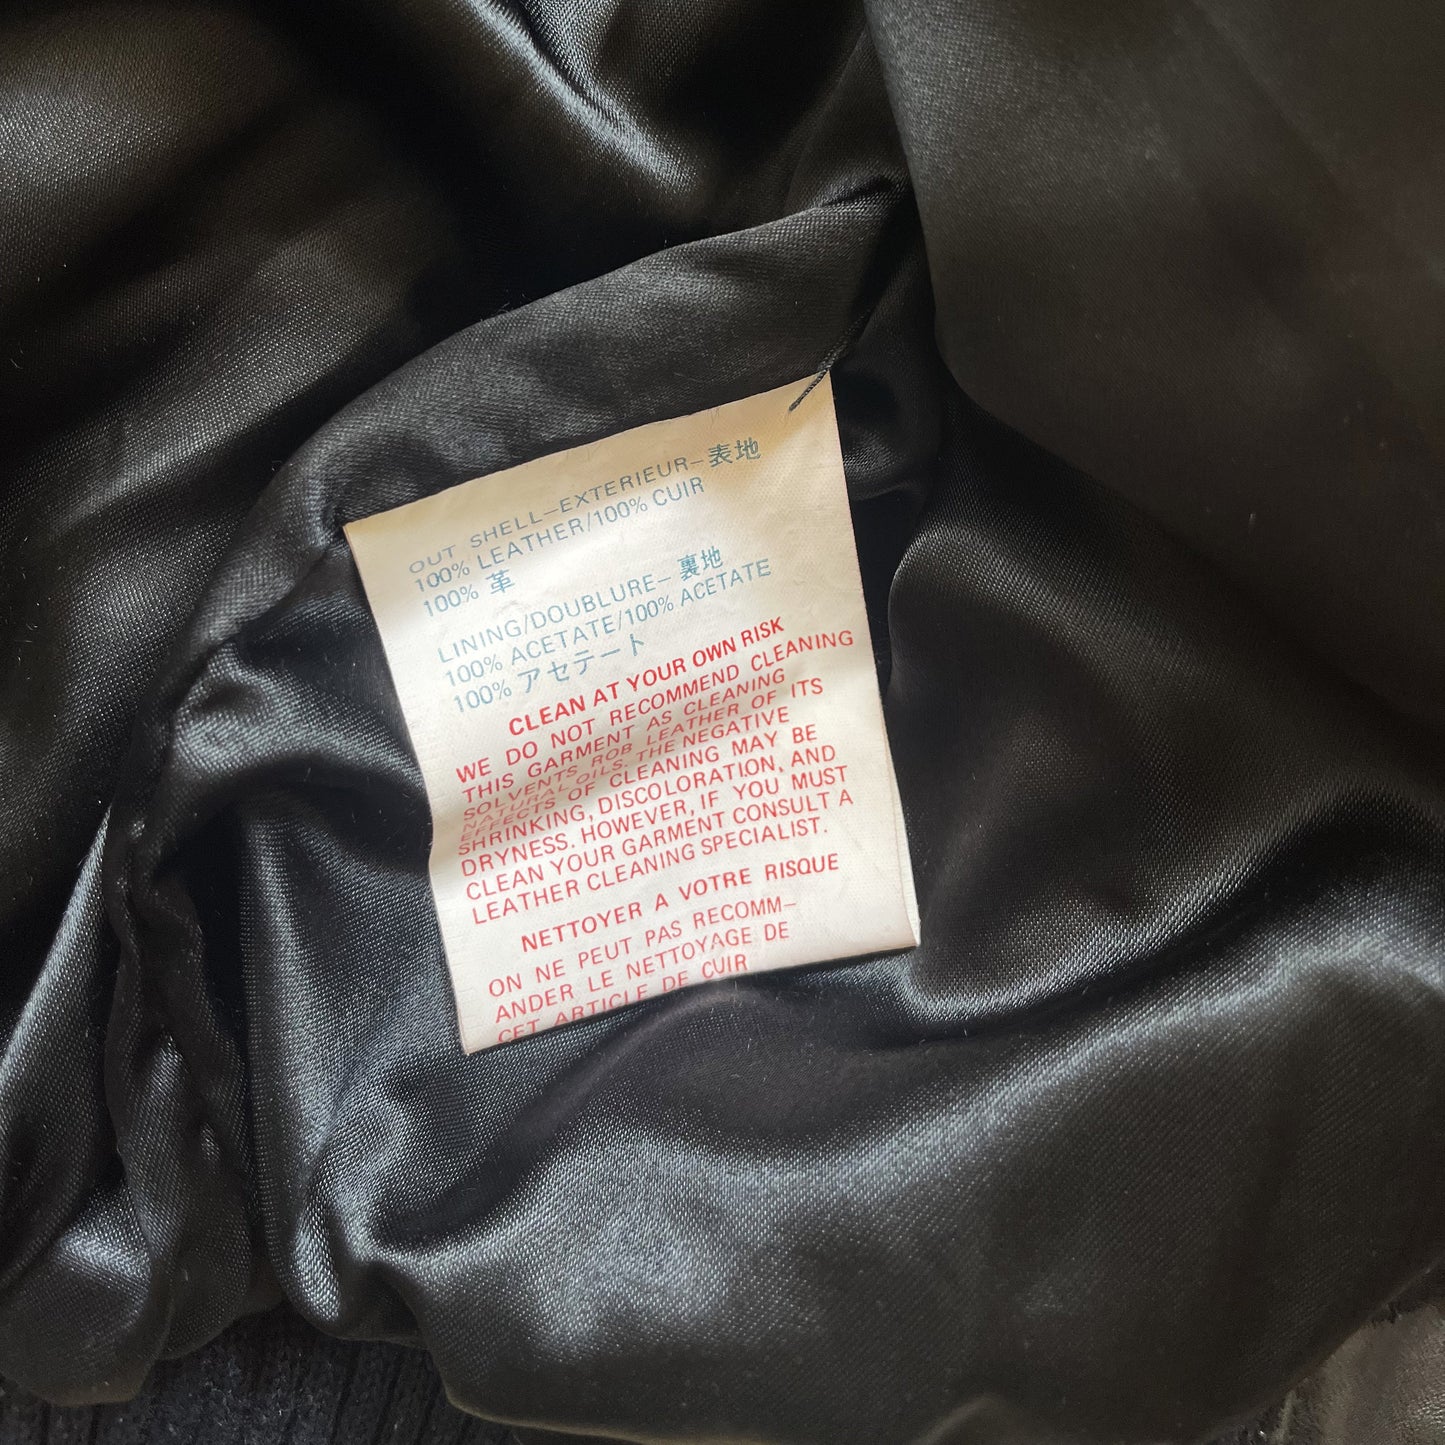 OUT SHELL-EXTERIEUR-表地
100% LEATHER/100% CUIR
100% 革
LINING/DOUBLURE-裏地
100% ACETATE/100% ACETATE
100% アセテート
CLEAN AT YOUR OWN RISK
WE DO NOT RECOMMEND CLEANING
THIS GARMENT AS CLEANING
SOLVENTS ROB LEATHER OF ITS
NATURAL OILS. THE NEGATIVE
EFFECTS OF CLEANING MAY BE
SHRINKING, DISCOLORATION, AND
DRYNESS. HOWEVER, IF YOU MUST
CLEAN YOUR GARMENT CONSULT A
LEATHER CLEANING SPECIALIST.
NETTOYER A VOTRE RISQUE
ON NE PEUT PAS RECOMM-
ANDER LE NETTOYAGE DE
CET ARTICLE DE CUIR